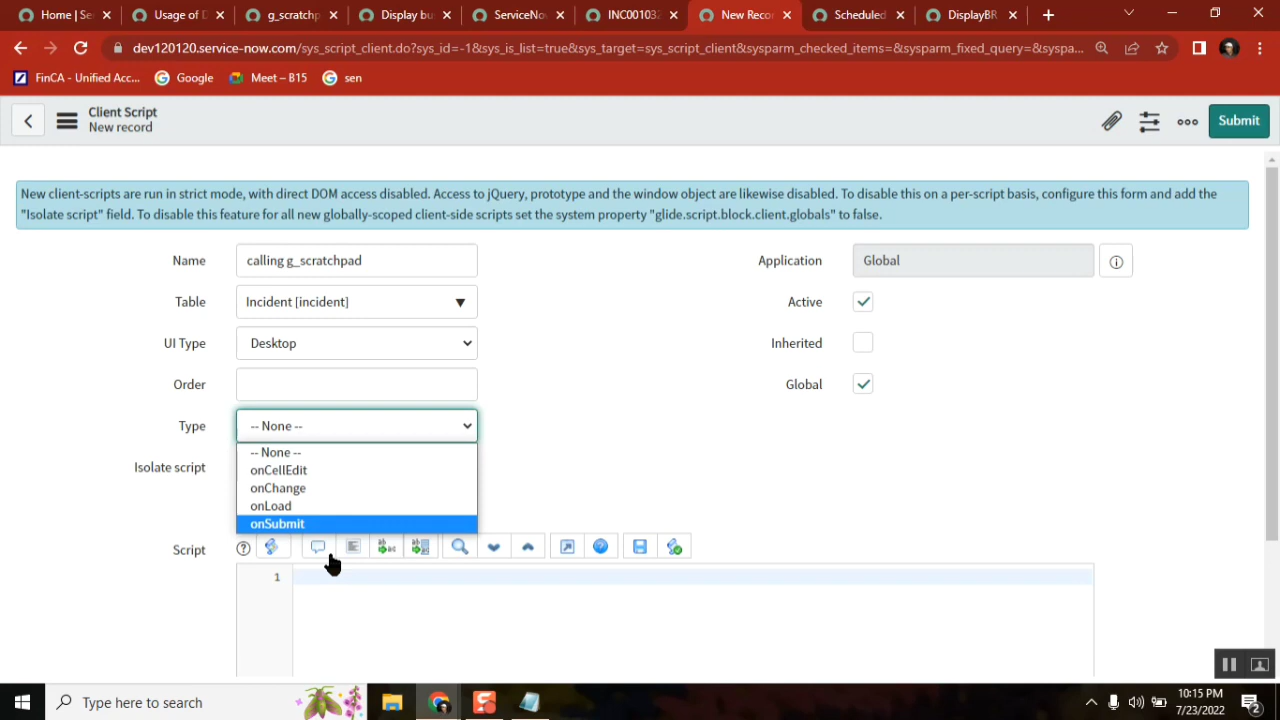 Home | Se
Usage of D
g_scratchp
Display bu
ServiceNo
INC001032
New Recor
Scheduled
DisplayBR
dev120120.service-now.com/sys_script_client.do?sys_id=-1&sys_is_list=true&sys_target=sys_script_client&sysparm_checked_items=&sysparm_fixed_query=&syspa...
FinCA - Unified Acc...
Google
Meet – B15
sen
Client Script
New record
Submit
New client-scripts are run in strict mode, with direct DOM access disabled. Access to jQuery, prototype and the window object are likewise disabled. To disable this on a per-script basis, configure this form and add the
"Isolate script" field. To disable this feature for all new globally-scoped client-side scripts set the system property "glide.script.block.client.globals" to false.
Name calling g_scratchpad Application Global
Table Incident [incident] Active
UI Type Desktop Inherited
Order Global
Type -- None --
-- None --
Isolate script
onCellEdit
onChange
onLoad
onSubmit
Script
1
Type here to search
10:15 PM
7/23/2022
2